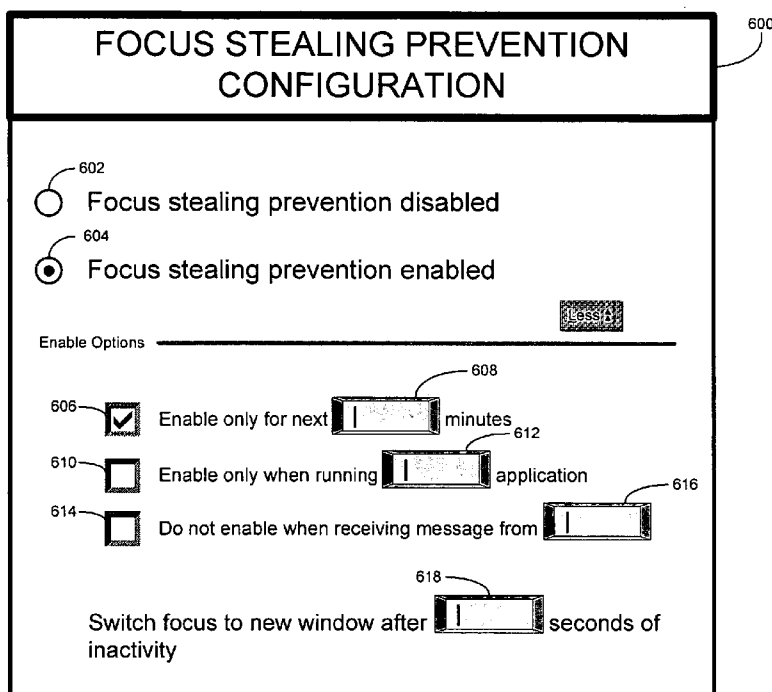 FOCUS STEALING PREVENTION
CONFIGURATION
600
602
Focus stealing prevention disabled
604
Focus stealing prevention enabled
Less
Enable Options
608
606
Enable only for next minutes
612
610
Enable only when running application
616
614
Do not enable when receiving message from
618
Switch focus to new window after seconds of
inactivity